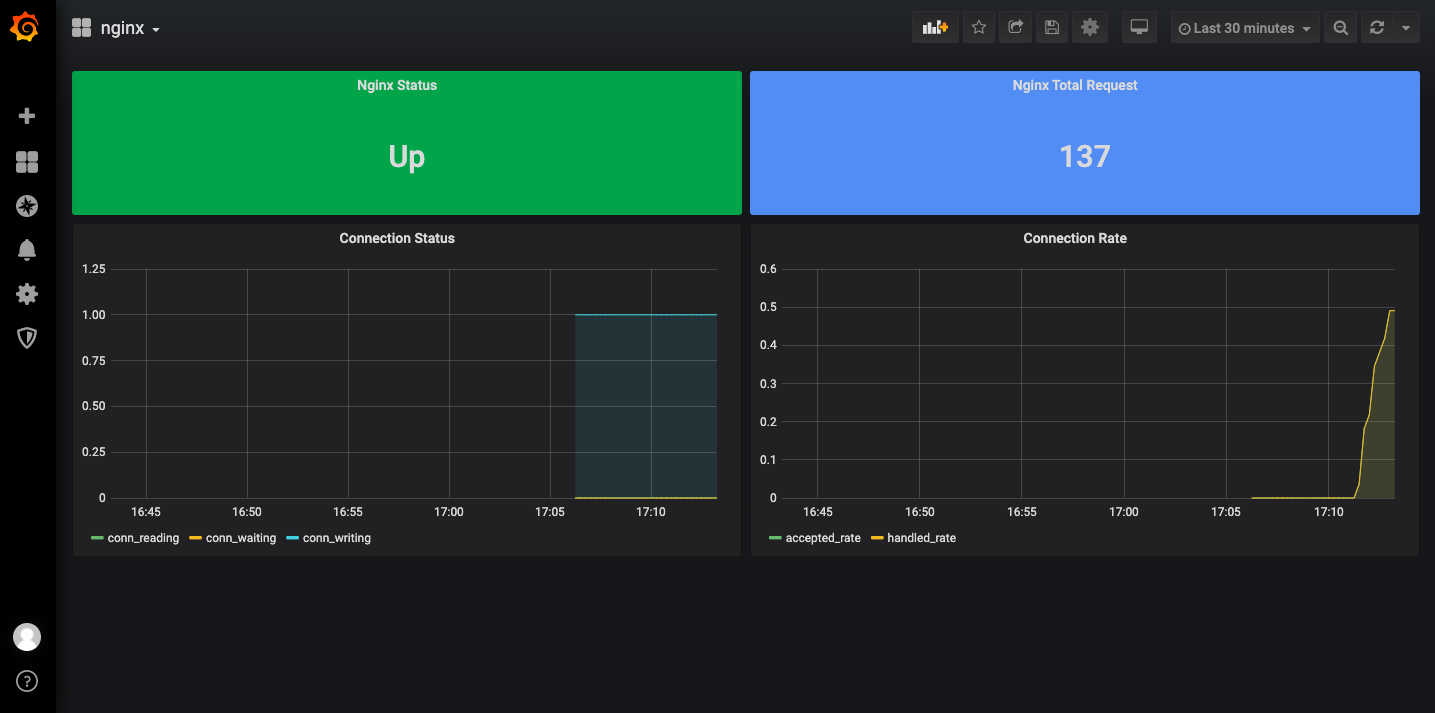 nginx
Last 30 minutes
Nginx Status
Up
Nginx Total Request
137
Connection Status
1.25
1.00
0.75
0.50
0.25
0
16:45 16:50 16:55 17:00 17:05 17:10
conn_reading conn_waiting conn_writing
Connection Rate
0.6
0.5
0.4
0.3
0.2
0.1
0
16:45 16:50 16:55 17:00 17:05 17:10
accepted_rate handled_rate
?